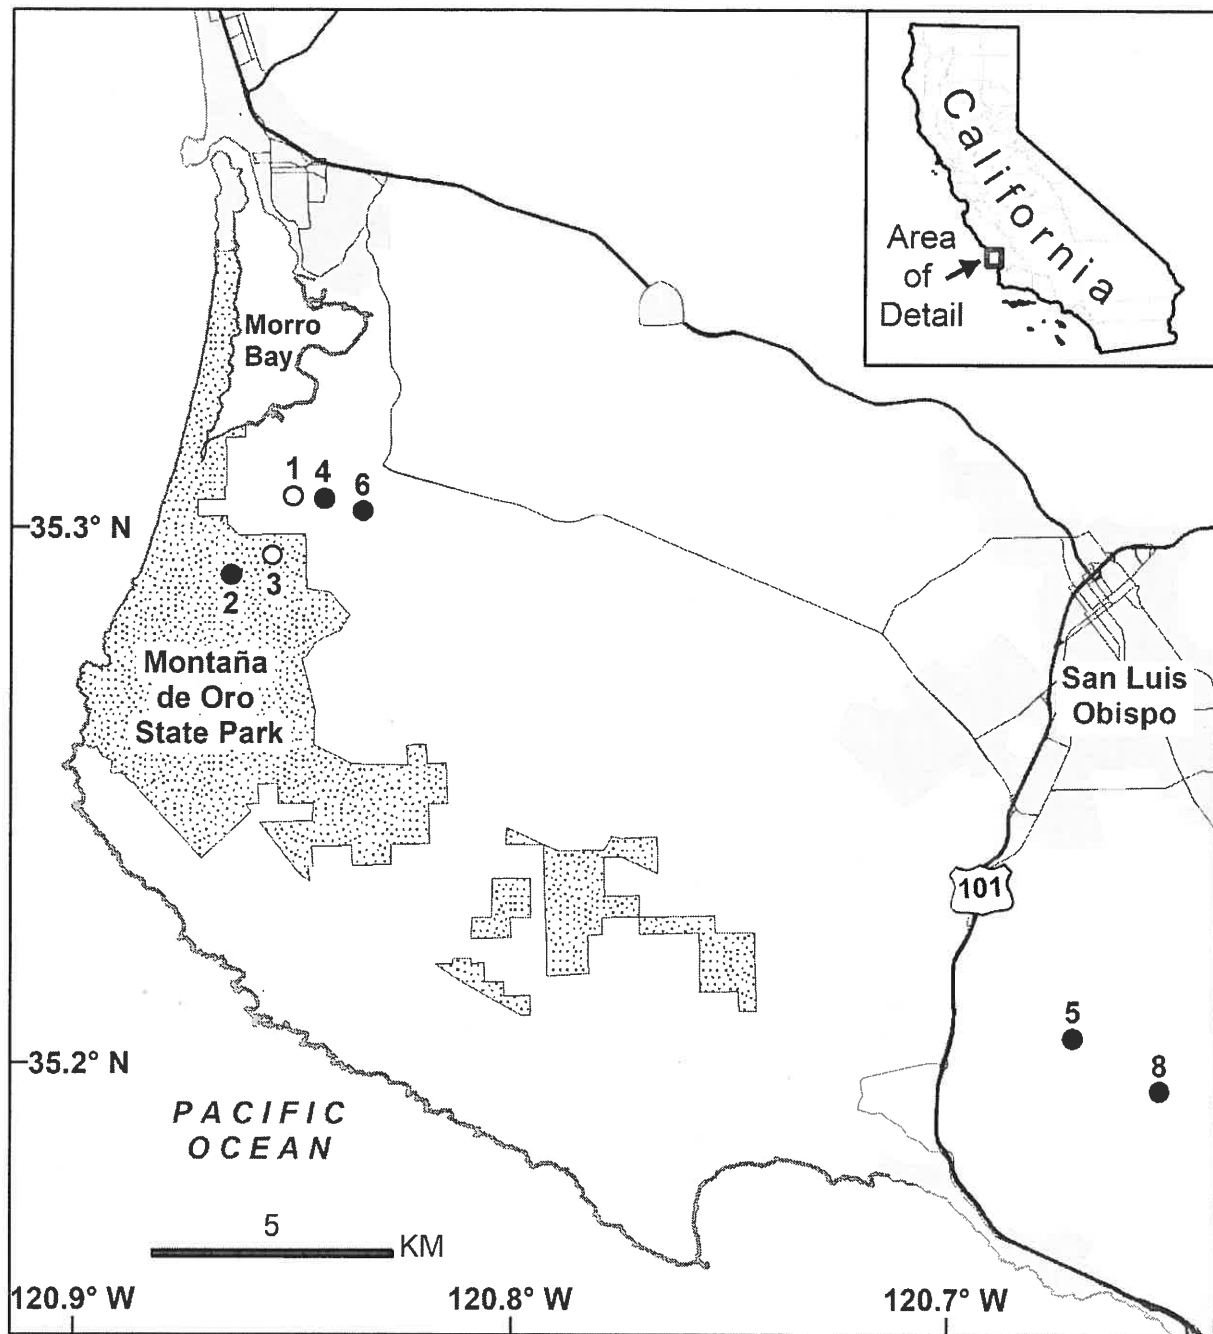 California
Area
of
Detail
Morro
Bay
1
4
6
35.3° N
3
2
Montaña
de Oro
State Park
San Luis
Obispo
101
5
8
35.2° N
PACIFIC
OCEAN
5
KM
120.9° W
120.8° W
120.7° W